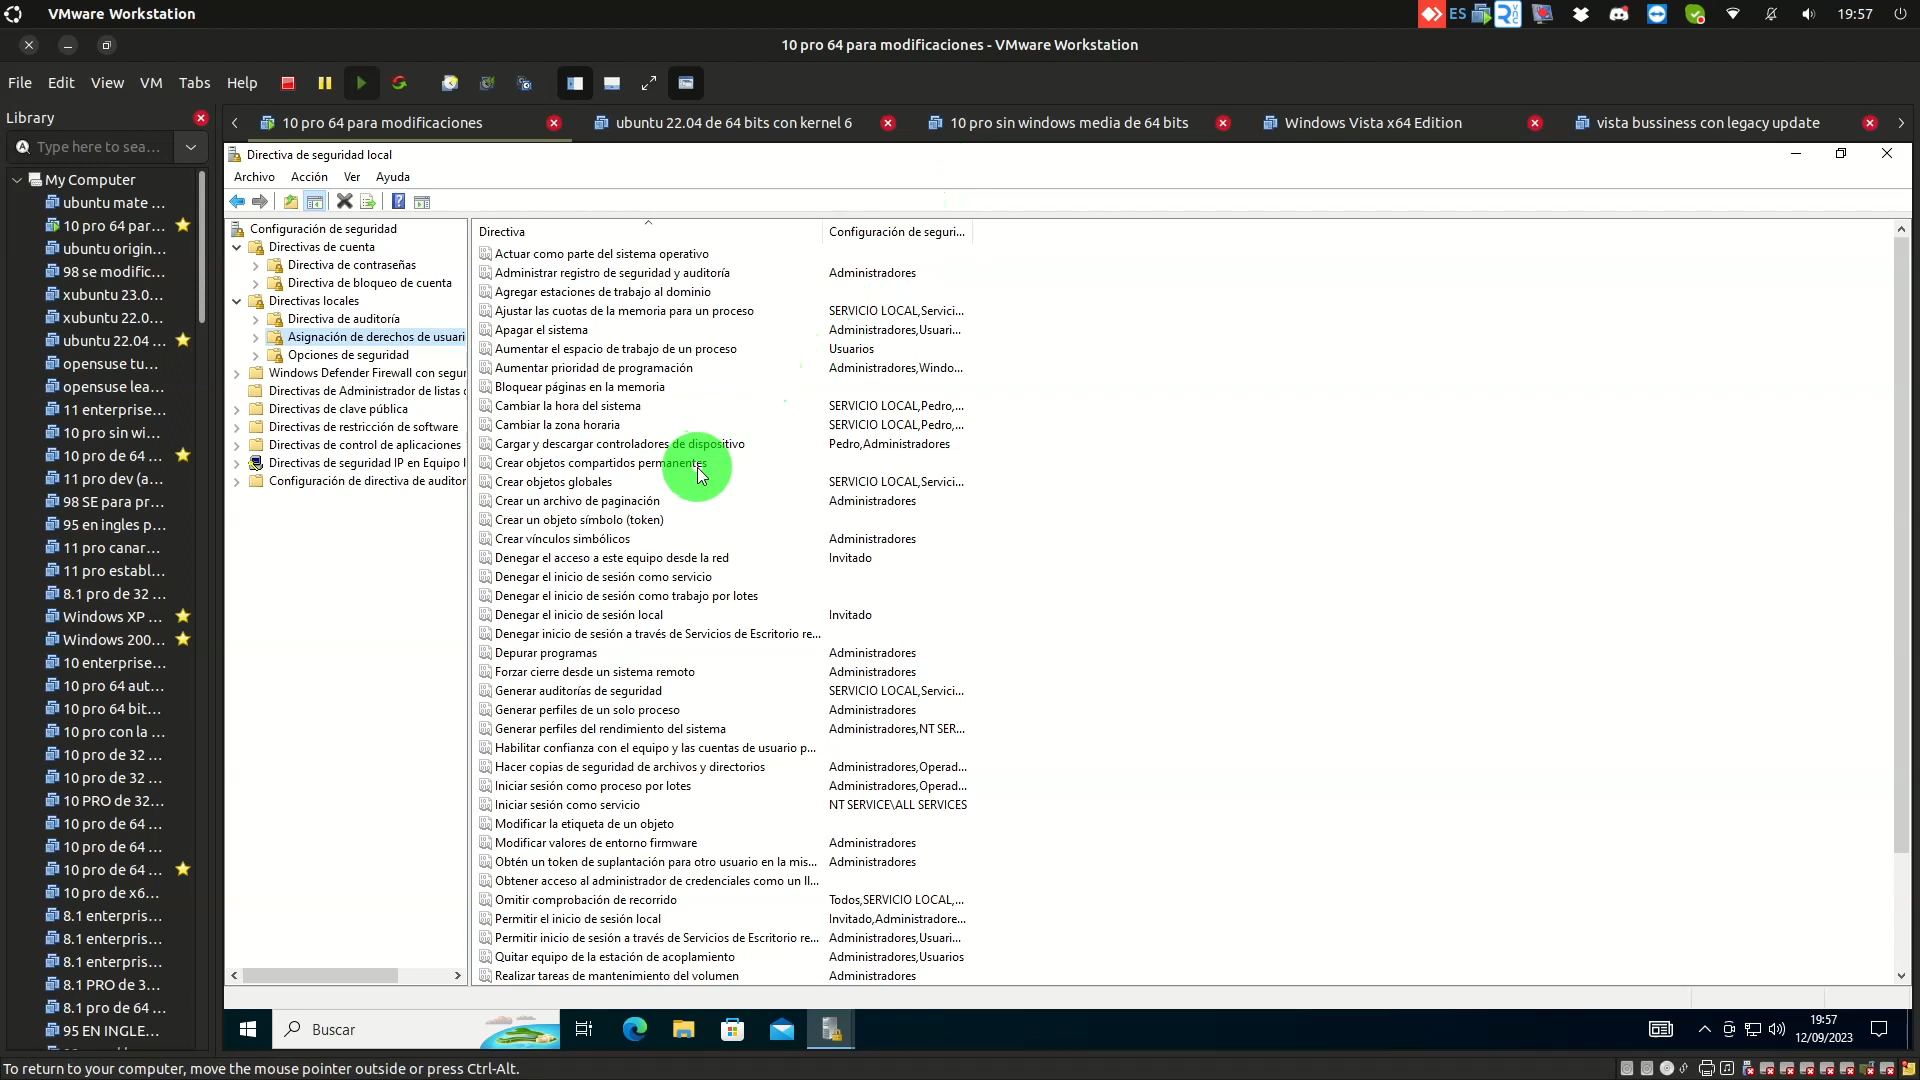 VMware Workstation
ES
19:57
10 pro 64 para modificaciones - VMware Workstation
File Edit View VM Tabs Help
Library
Type here to sea...
My Computer
ubuntu mate ...
10 pro 64 par...
ubuntu origin...
98 se modific...
xubuntu 23.0...
xubuntu 22.0...
ubuntu 22.04 ...
opensuse tu...
opensuse lea...
11 enterprise...
10 pro sin wi...
10 pro de 64 ...
11 pro dev (a...
98 SE para pr...
95 en ingles p...
11 pro canar...
11 pro establ...
8.1 pro de 32 ...
Windows XP ...
Windows 200...
10 enterprise...
10 pro 64 aut...
10 pro 64 bit...
10 pro con la ...
10 pro de 32 ...
10 pro de 32 ...
10 PRO de 32...
10 pro de 64 ...
10 pro de 64 ...
10 pro de 64 ...
10 pro de x6...
8.1 enterpris...
8.1 enterpris...
8.1 enterpris...
8.1 PRO de 3...
8.1 pro de 64 ...
95 EN INGLE...
10 pro 64 para modificaciones
ubuntu 22.04 de 64 bits con kernel 6
10 pro sin windows media de 64 bits
Windows Vista x64 Edition
vista bussiness con legacy update
Directiva de seguridad local
Archivo Acción Ver Ayuda
Configuración de seguridad
Directivas de cuenta
Directiva de contraseñas
Directiva de bloqueo de cuenta
Directivas locales
Directiva de auditoría
Asignación de derechos de usuari
Opciones de seguridad
Windows Defender Firewall con segur
Directivas de Administrador de listas
Directivas de clave pública
Directivas de restricción de software
Directivas de control de aplicaciones
Directivas de seguridad IP en Equipo l
Configuración de directiva de auditor
Directiva Configuración de seguri...
Actuar como parte del sistema operativo
Administrar registro de seguridad y auditoría Administradores
Agregar estaciones de trabajo al dominio
Ajustar las cuotas de la memoria para un proceso SERVICIO LOCAL,Servici...
Apagar el sistema Administradores,Usuari...
Aumentar el espacio de trabajo de un proceso Usuarios
Aumentar prioridad de programación Administradores,Windo...
Bloquear páginas en la memoria
Cambiar la hora del sistema SERVICIO LOCAL,Pedro,...
Cambiar la zona horaria SERVICIO LOCAL,Pedro,...
Cargar y descargar controladores de dispositivo Pedro,Administradores
Crear objetos compartidos permanentes
Crear objetos globales SERVICIO LOCAL,Servici...
Crear un archivo de paginación Administradores
Crear un objeto símbolo (token)
Crear vínculos simbólicos Administradores
Denegar el acceso a este equipo desde la red Invitado
Denegar el inicio de sesión como servicio
Denegar el inicio de sesión como trabajo por lotes
Denegar el inicio de sesión local Invitado
Denegar inicio de sesión a través de Servicios de Escritorio re...
Depurar programas Administradores
Forzar cierre desde un sistema remoto Administradores
Generar auditorías de seguridad SERVICIO LOCAL,Servici...
Generar perfiles de un solo proceso Administradores
Generar perfiles del rendimiento del sistema Administradores,NT SER...
Habilitar confianza con el equipo y las cuentas de usuario p...
Hacer copias de seguridad de archivos y directorios Administradores,Operad...
Iniciar sesión como proceso por lotes Administradores,Operad...
Iniciar sesión como servicio NT SERVICE\ALL SERVICES
Modificar la etiqueta de un objeto
Modificar valores de entorno firmware Administradores
Obtén un token de suplantación para otro usuario en la mis... Administradores
Obtener acceso al administrador de credenciales como un ll...
Omitir comprobación de recorrido Todos,SERVICIO LOCAL,...
Permitir el inicio de sesión local Invitado,Administradore...
Permitir inicio de sesión a través de Servicios de Escritorio re... Administradores,Usuari...
Quitar equipo de la estación de acoplamiento Administradores,Usuarios
Realizar tareas de mantenimiento del volumen Administradores
Buscar
19:57
12/09/2023
To return to your computer, move the mouse pointer outside or press Ctrl-Alt.